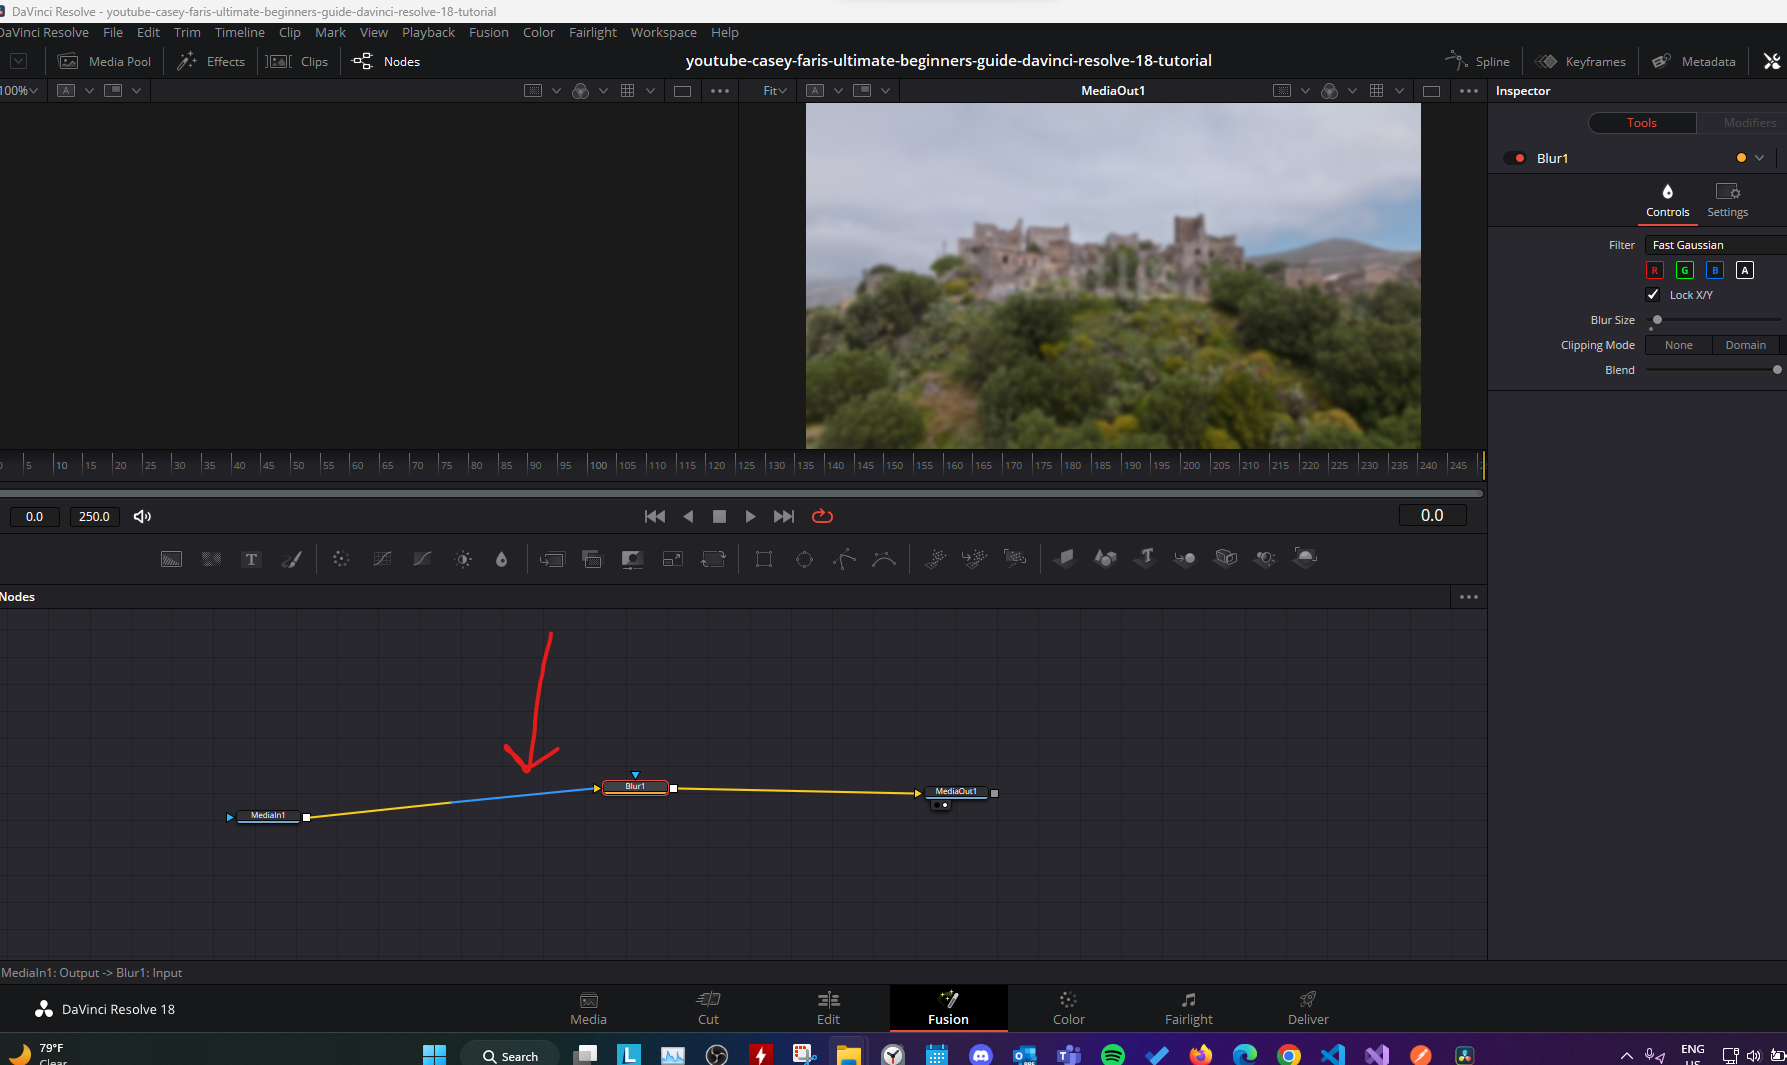 DaVinci Resolve - youtube-casey-faris-ultimate-beginners-guide-davinci-resolve-18-tutorial
DaVinci Resolve File Edit Trim Timeline Clip Mark View Playback Fusion Color Fairlight Workspace Help
Media Pool Effects Clips Nodes youtube-casey-faris-ultimate-beginners-guide-davinci-resolve-18-tutorial Spline Keyframes Metadata
100% A Fit A MediaOut1 Inspector
Tools Modifiers
Blur1
Controls Settings
Filter Fast Gaussian
R G B A
Lock X/Y
Blur Size
Clipping Mode None Domain
Blend
0 5 10 15 20 25 30 35 40 45 50 55 60 65 70 75 80 85 90 95 100 105 110 115 120 125 130 135 140 145 150 155 160 165 170 175 180 185 190 195 200 205 210 215 220 225 230 235 240 245
0.0 250.0 0.0
T T
Nodes
Blur1
MediaOut1
MediaIn1
MediaIn1: Output -> Blur1: Input
DaVinci Resolve 18 Media Cut Edit Fusion Color Fairlight Deliver
79°F
Clear
Search L
PRE
ENG
US